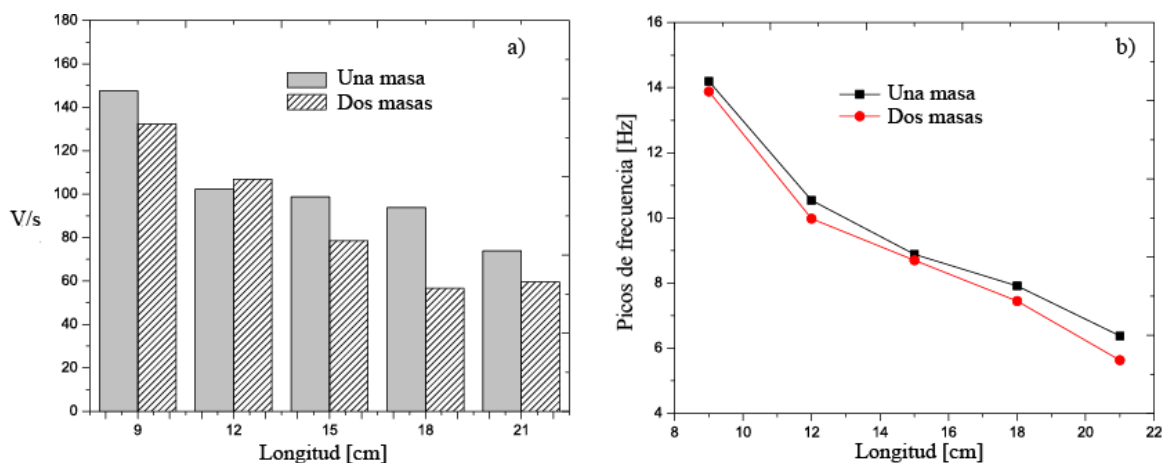 a)
Una masa
Dos masas
V/s
180
160
140
120
100
80
60
40
20
0
9 12 15 18 21
Longitud [cm]
b)
Una masa
Dos masas
Picos de frecuencia [Hz]
16
14
12
10
8
6
4
8 10 12 14 16 18 20 22
Longitud [cm]